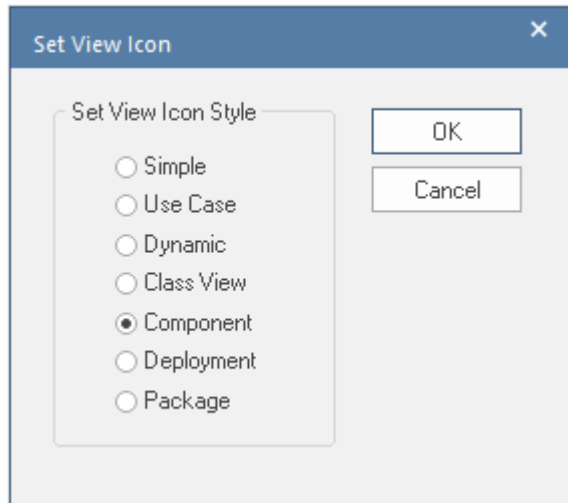 Set View Icon
Set View Icon Style
Simple
Use Case
Dynamic
Class View
Component
Deployment
Package
OK
Cancel